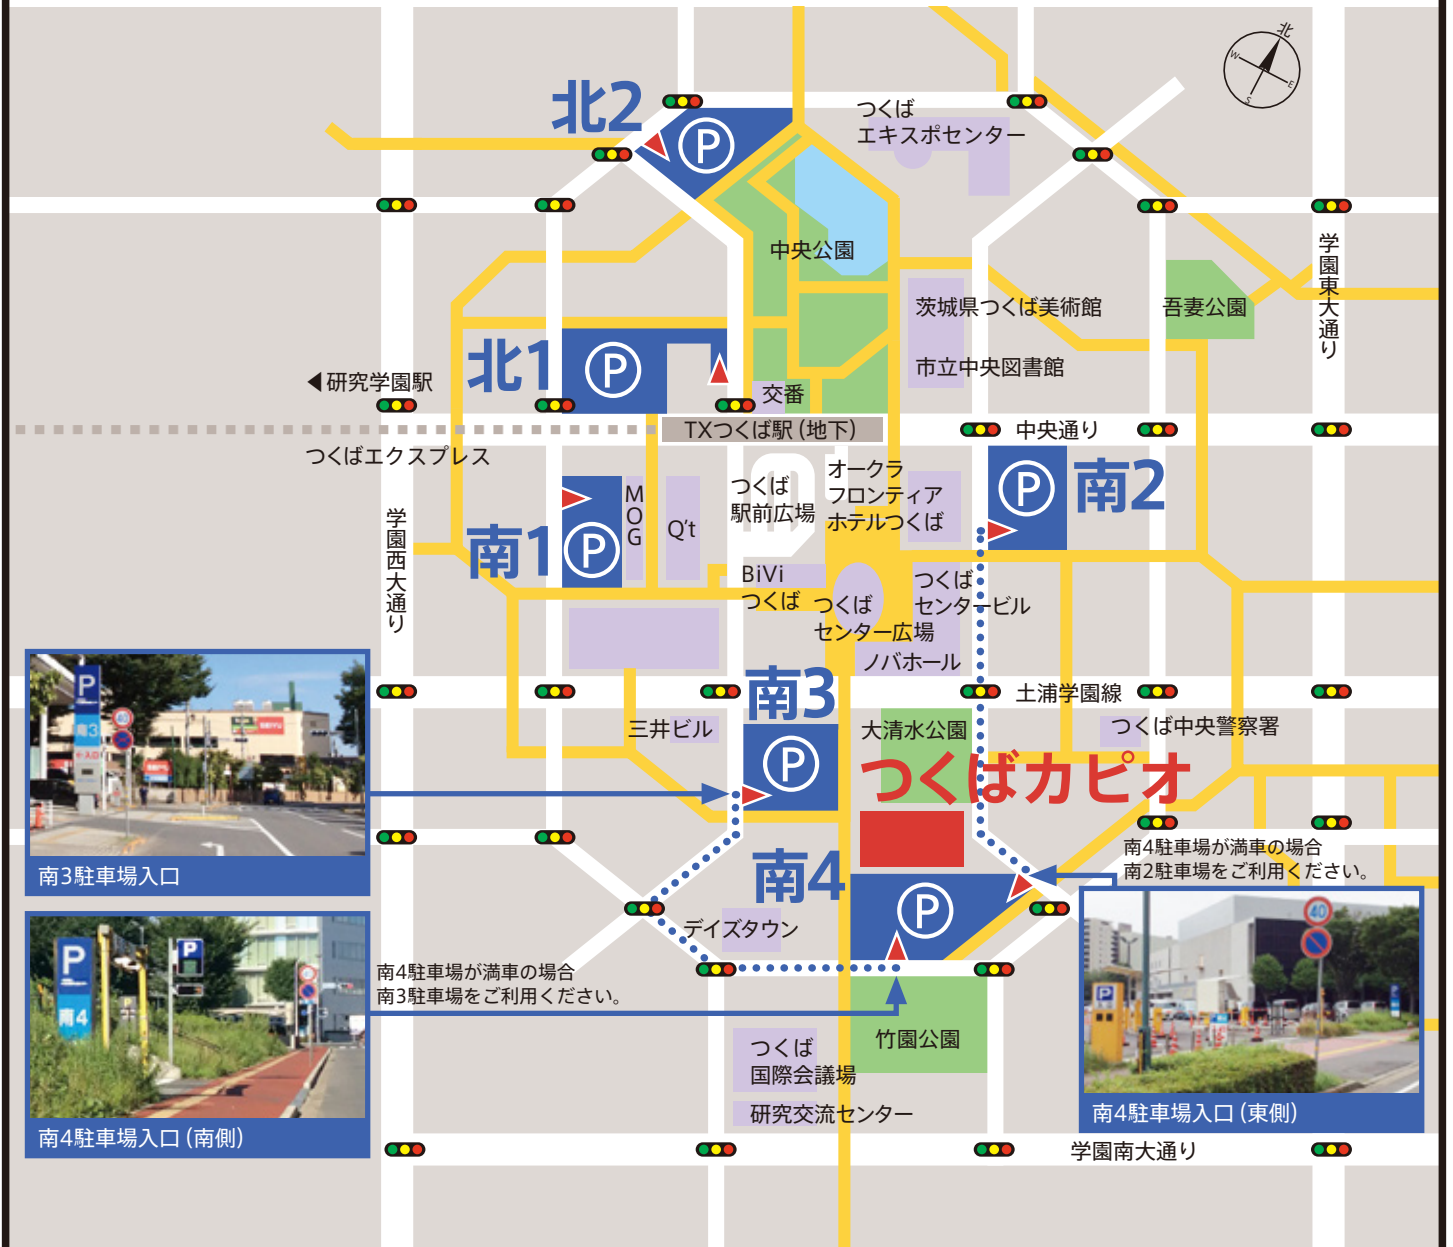 北
W
E
S
北2
P
つくば
エキスポセンター
中央公園
学園東大通り
茨城県つくば美術館
吾妻公園
北1
P
市立中央図書館
研究学園駅
交番
TXつくば駅（地下）
中央通り
つくばエクスプレス
オークラ
フロンティア
ホテルつくば
南2
P
つくば
駅前広場
MOG
Q't
学園西大通り
南1
P
BiVi
つくば
つくば
センタービル
つくば
センター広場
ノバホール
南3
P
土浦学園線
三井ビル
大清水公園
つくば中央警察署
つくばカピオ
P
南3
入口
40
南3駐車場入口
南4
P
南4駐車場が満車の場合
南2駐車場をご利用ください。
デイズタウン
P
南4
P
P
南4駐車場が満車の場合
南3駐車場をご利用ください。
40
P
竹園公園
つくば
国際会議場
研究交流センター
南4駐車場入口（東側）
南4駐車場入口（南側）
学園南大通り